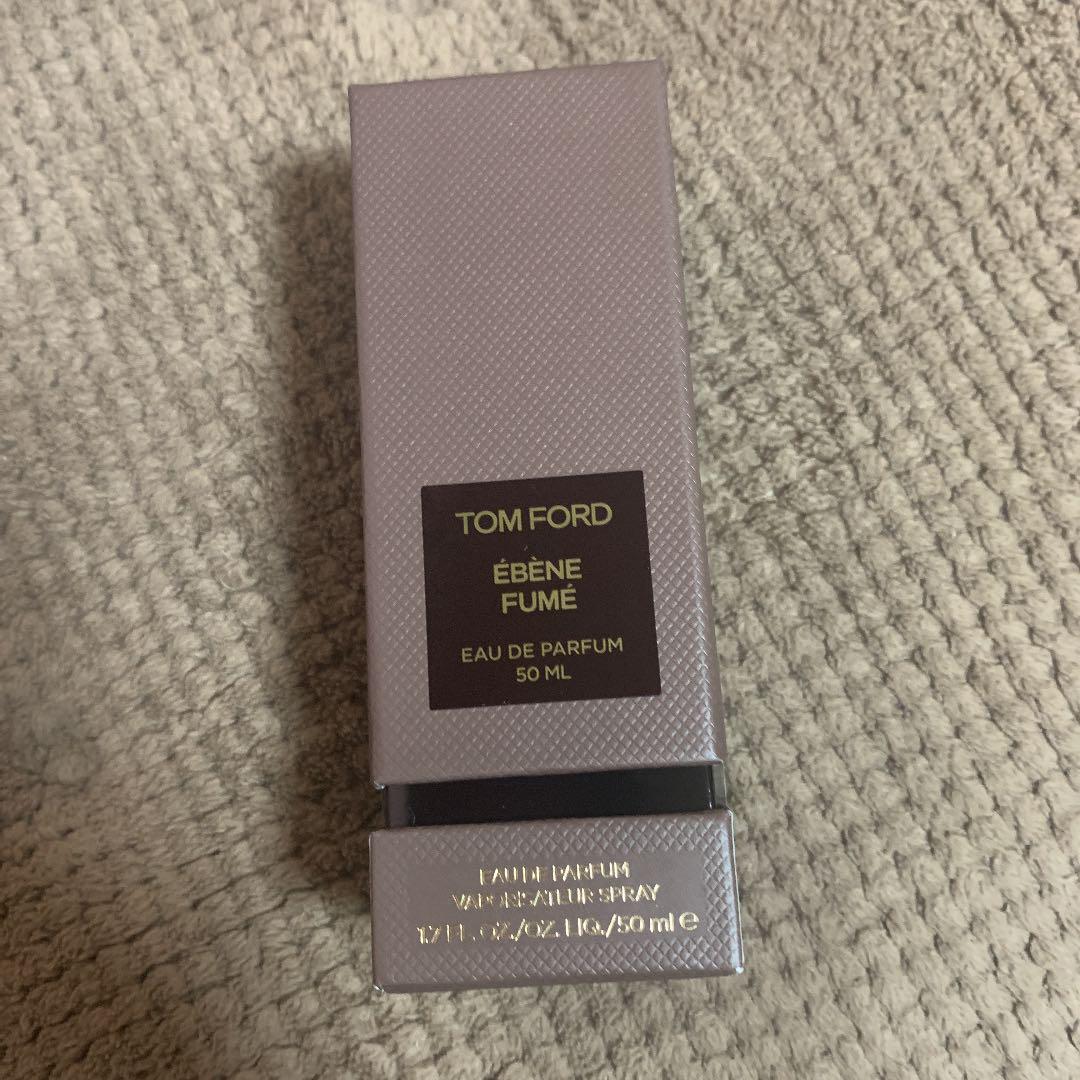 TOM FORD
ÉBÈNE
FUMÉ
EAU DE PARFUM
50 ML
EAU DE PARFUM
VAPORISATEUR SPRAY
1.7 FL. OZ./OZ. LIQ./50 ml ℮